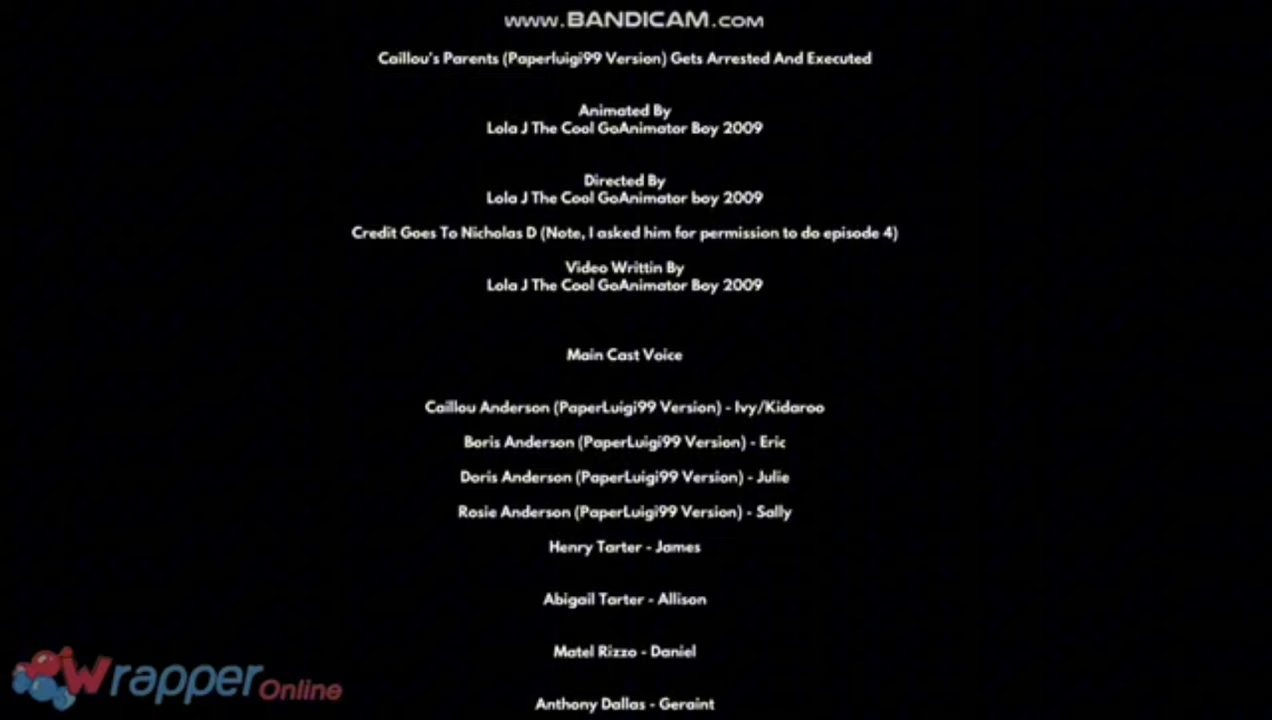 www.BANDICAM.com
Caillou's Parents (Paperluigi99 Version) Gets Arrested And Executed
Animated By
Lola J The Cool GoAnimator Boy 2009
Directed By
Lola J The Cool GoAnimator boy 2009
Credit Goes To Nicholas D (Note, I asked him for permission to do episode 4)
Video Writtin By
Lola J The Cool GoAnimator Boy 2009
Main Cast Voice
Caillou Anderson (PaperLuigi99 Version) - Ivy/Kidaroo
Boris Anderson (PaperLuigi99 Version) - Eric
Doris Anderson (PaperLuigi99 Version) - Julie
Rosie Anderson (PaperLuigi99 Version) - Sally
Henry Tarter - James
Abigail Tarter - Allison
Matel Rizzo - Daniel
Wrapper Online
Anthony Dallas - Geraint